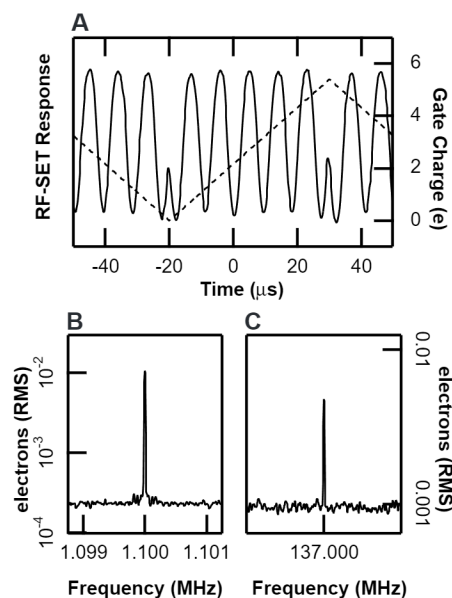 A
RF-SET Response
6
4
2
0
Gate Charge (e)
-40 -20 0 20 40
Time (μs)
B
electrons (RMS)
10-2
10-3
10-4
1.099 1.100 1.101
Frequency (MHz)
C
0.01
0.001
electrons (RMS)
137.000
Frequency (MHz)